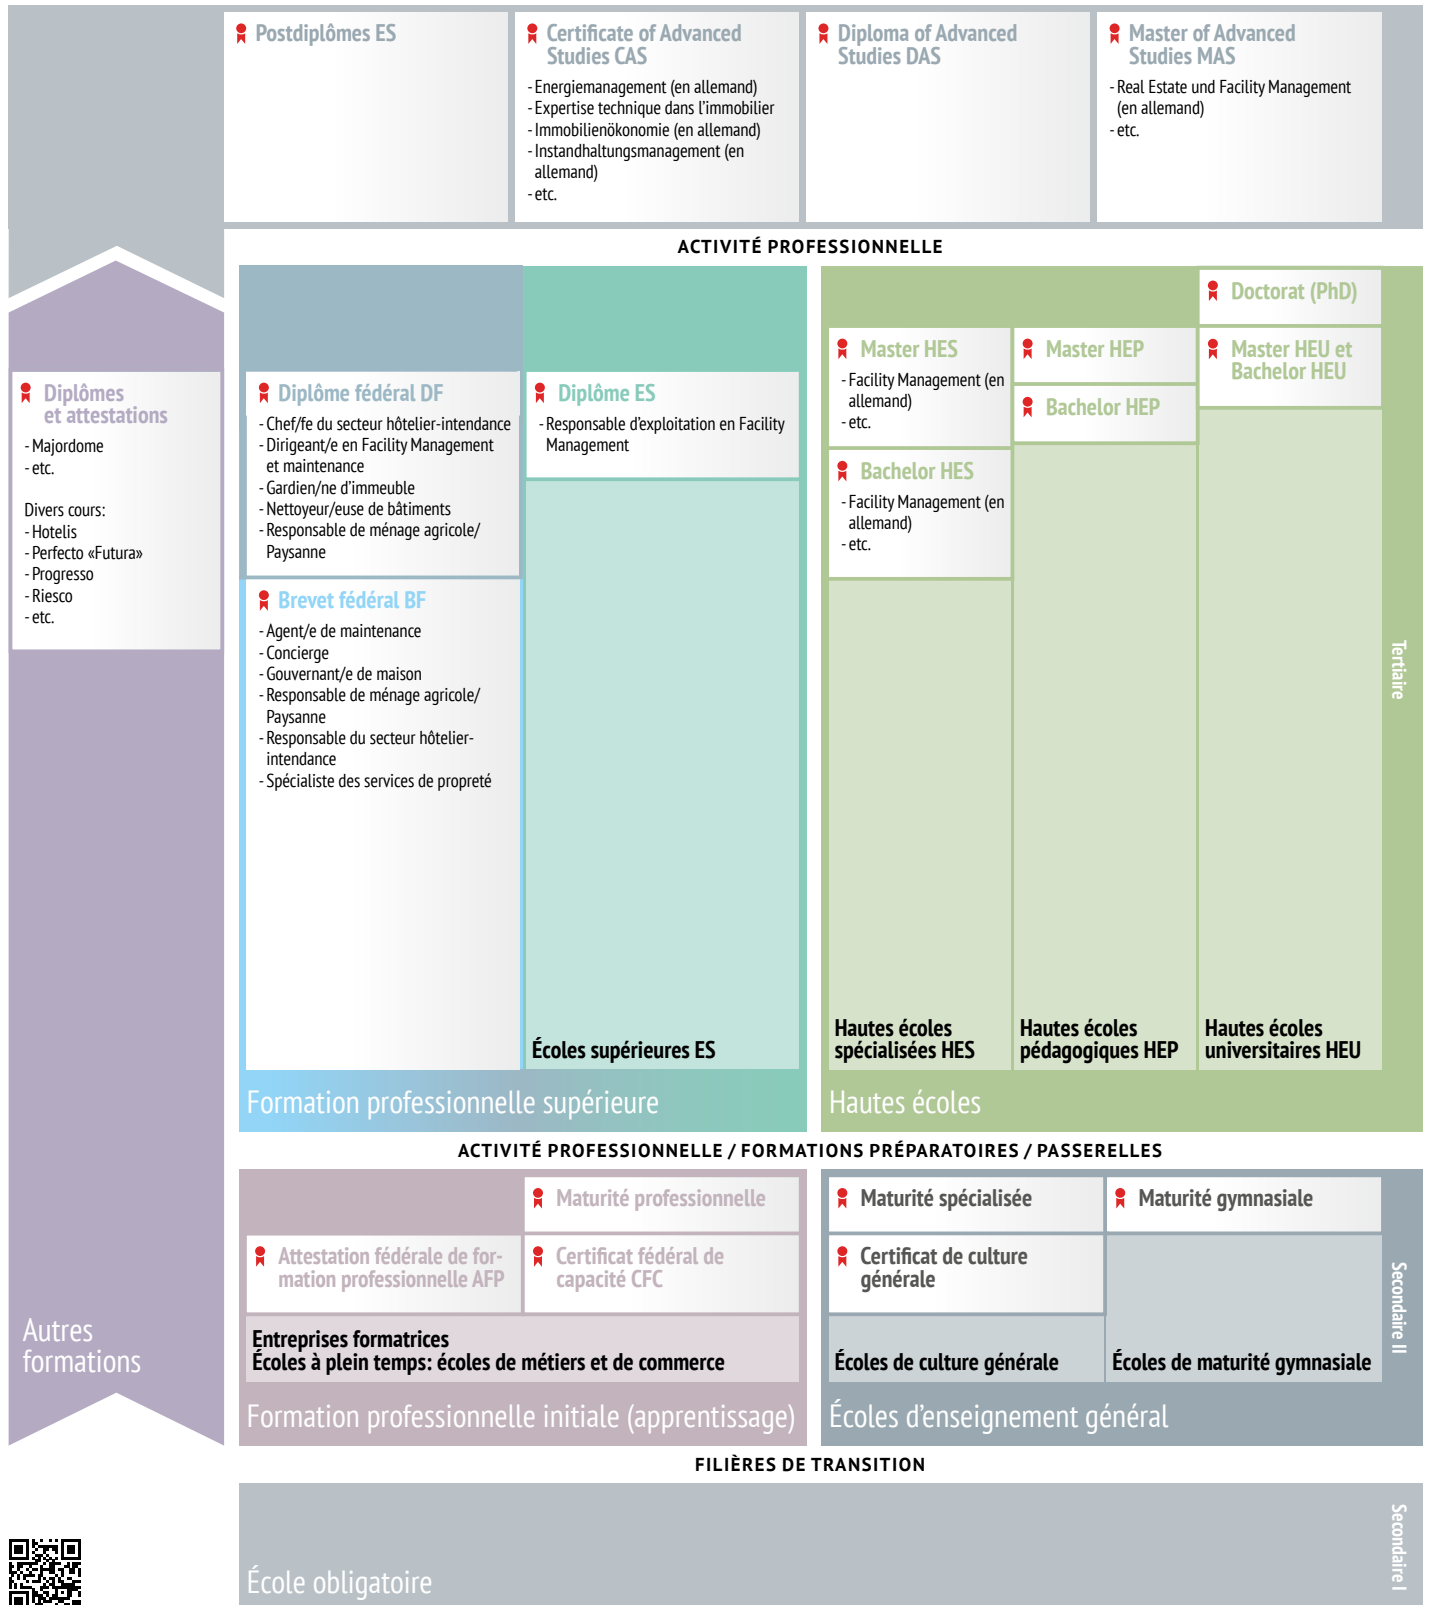 Postdiplômes ES
Certificate of Advanced
Studies CAS
- Energiemanagement (en allemand)
- Expertise technique dans l’immobilier
- Immobilienökonomie (en allemand)
- Instandhaltungsmanagement (en
allemand)
- etc.
Diploma of Advanced
Studies DAS
Master of Advanced
Studies MAS
- Real Estate und Facility Management
(en allemand)
- etc.
ACTIVITÉ PROFESSIONNELLE
Diplômes
et attestations
- Majordome
- etc.
Divers cours:
- Hotelis
- Perfecto «Futura»
- Progresso
- Riesco
- etc.
Autres
formations
Diplôme fédéral DF
- Chef/fe du secteur hôtelier-intendance
- Dirigeant/e en Facility Management
et maintenance
- Gardien/ne d’immeuble
- Nettoyeur/euse de bâtiments
- Responsable de ménage agricole/
Paysanne
Brevet fédéral BF
- Agent/e de maintenance
- Concierge
- Gouvernant/e de maison
- Responsable de ménage agricole/
Paysanne
- Responsable du secteur hôtelier-
intendance
- Spécialiste des services de propreté
Diplôme ES
- Responsable d’exploitation en Facility
Management
Écoles supérieures ES
Formation professionnelle supérieure
Master HES
- Facility Management (en
allemand)
- etc.
Bachelor HES
- Facility Management (en
allemand)
- etc.
Hautes écoles
spécialisées HES
Master HEP
Bachelor HEP
Hautes écoles
pédagogiques HEP
Doctorat (PhD)
Master HEU et
Bachelor HEU
Hautes écoles
universitaires HEU
Hautes écoles
Tertiaire
ACTIVITÉ PROFESSIONNELLE / FORMATIONS PRÉPARATOIRES / PASSERELLES
Maturité professionnelle
Attestation fédérale de for-
mation professionnelle AFP
Certificat fédéral de
capacité CFC
Entreprises formatrices
Écoles à plein temps: écoles de métiers et de commerce
Formation professionnelle initiale (apprentissage)
Maturité spécialisée
Certificat de culture
générale
Écoles de culture générale
Maturité gymnasiale
Écoles de maturité gymnasiale
Écoles d’enseignement général
Secondaire II
FILIÈRES DE TRANSITION
École obligatoire
Secondaire I